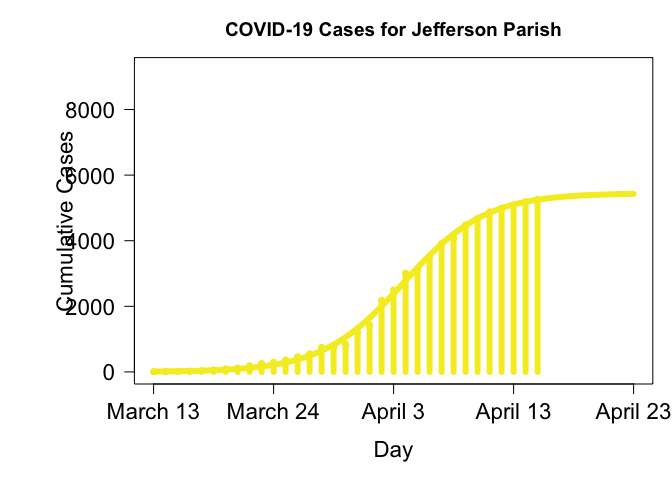 COVID-19 Cases for Jefferson Parish
Cumulative Cases
8000
6000
4000
2000
0
March 13 March 24 April 3 April 13 April 23
Day